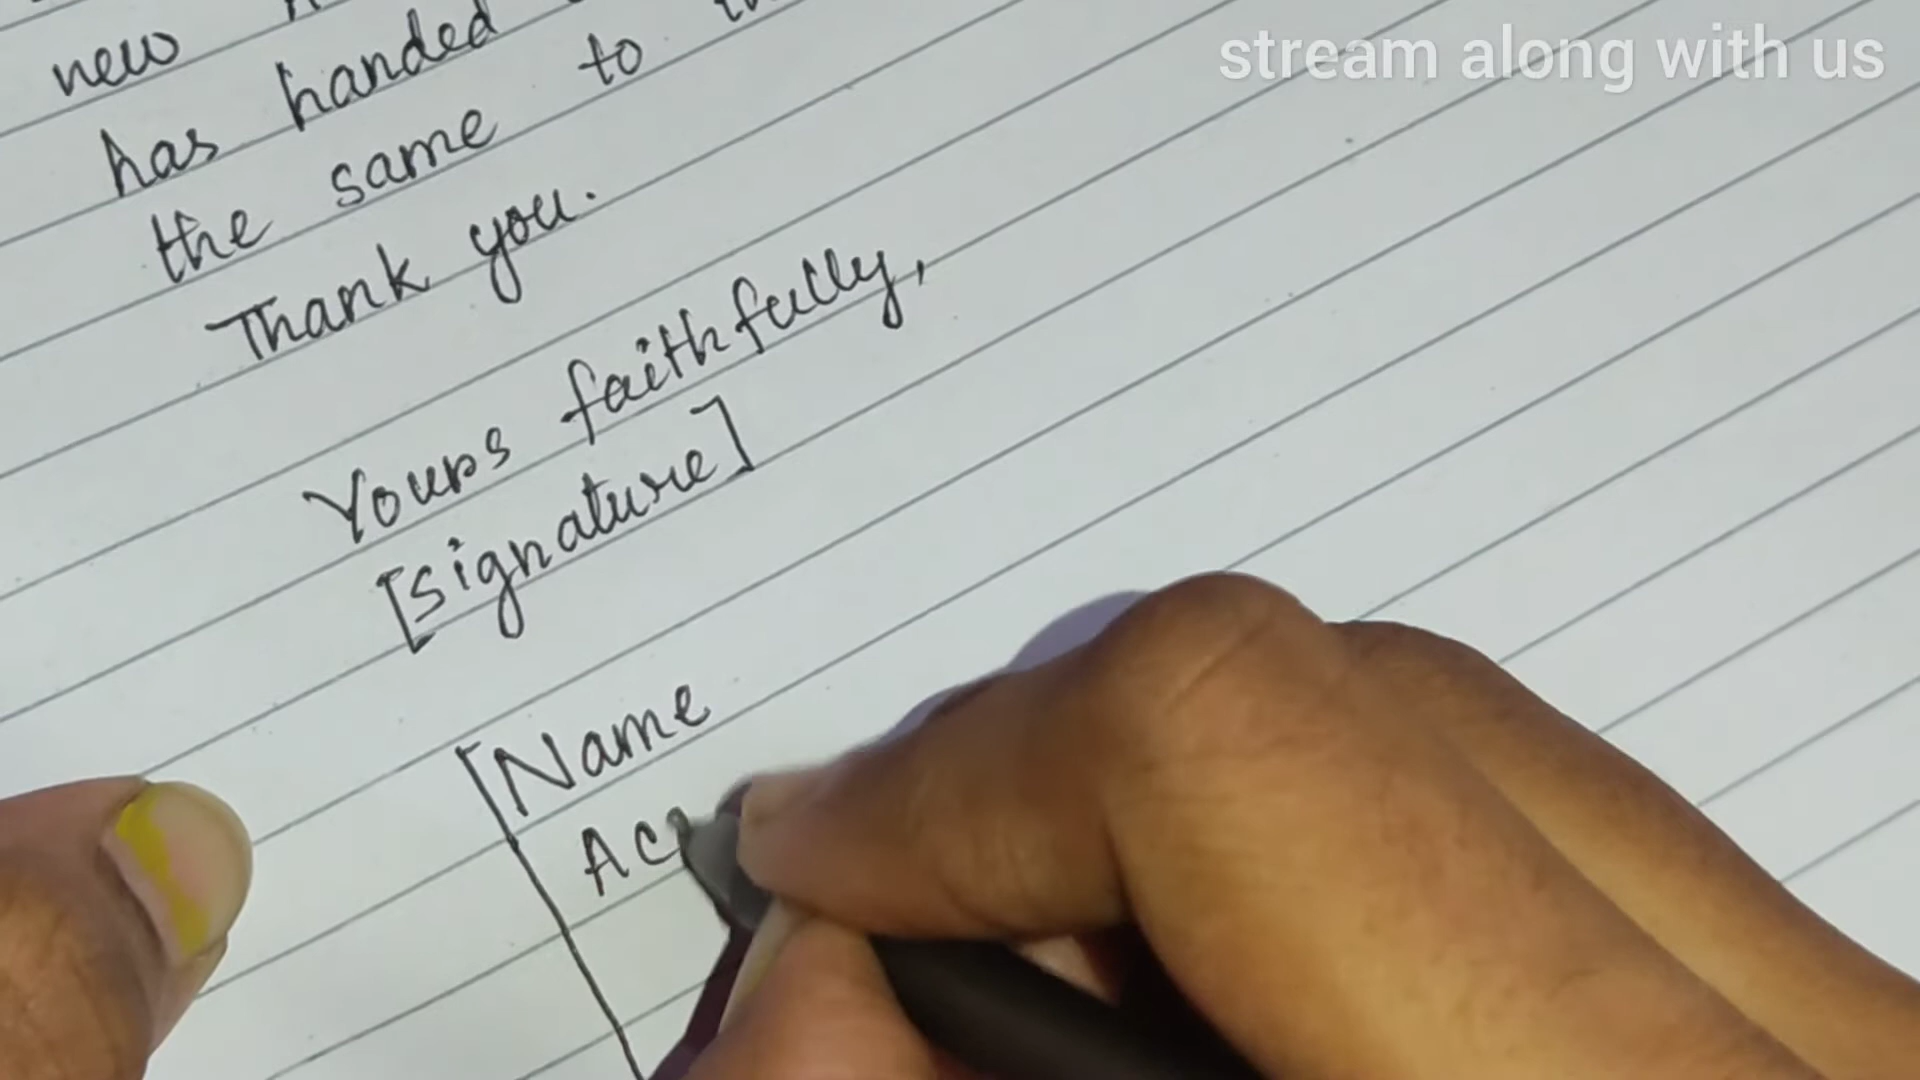 stream along with us
new
has handed
the same to
Thank you.
Yours faithfully,
[signature]
[Name
Ac